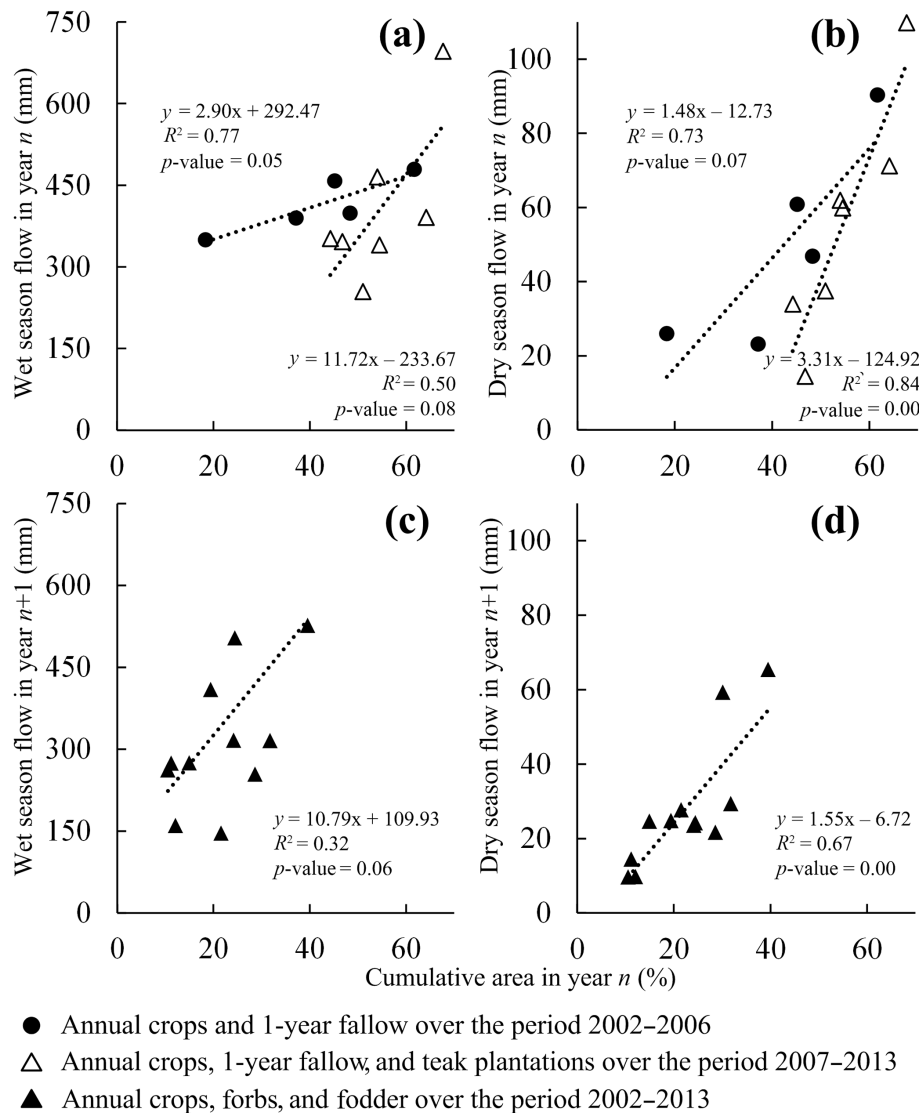 (a)
Wet season flow in year n (mm)
750
600
450
300
150
0
y = 2.90x + 292.47
R² = 0.77
p-value = 0.05
y = 11.72x – 233.67
R² = 0.50
p-value = 0.08
0 20 40 60
(b)
Dry season flow in year n (mm)
100
80
60
40
20
0
y = 1.48x – 12.73
R² = 0.73
p-value = 0.07
y = 3.31x – 124.92
R² = 0.84
p-value = 0.00
0 20 40 60
(c)
Wet season flow in year n+1 (mm)
750
600
450
300
150
0
y = 10.79x + 109.93
R² = 0.32
p-value = 0.06
0 20 40 60
(d)
Dry season flow in year n+1 (mm)
100
80
60
40
20
0
y = 1.55x – 6.72
R² = 0.67
p-value = 0.00
0 20 40 60
Cumulative area in year n (%)
Annual crops and 1-year fallow over the period 2002–2006
Annual crops, 1-year fallow, and teak plantations over the period 2007–2013
Annual crops, forbs, and fodder over the period 2002–2013